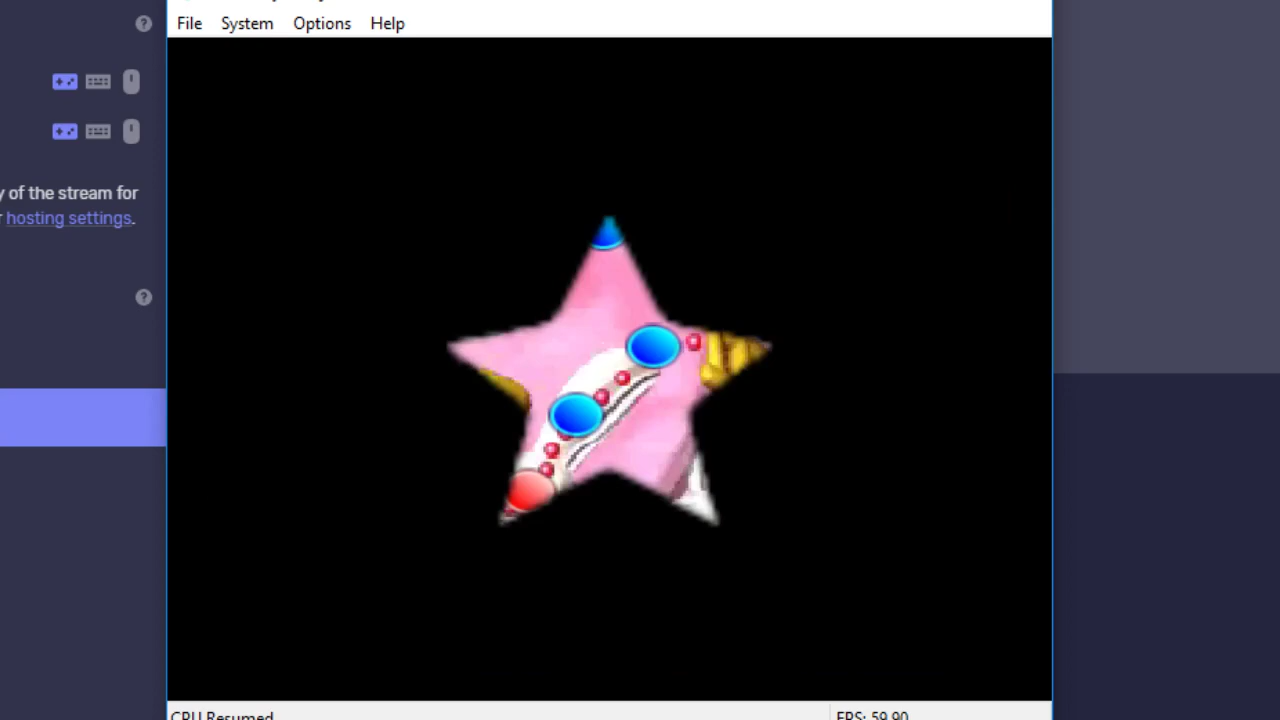 File System Options Help
y of the stream for
hosting settings.
CPU Resumed
FPS: 59.90